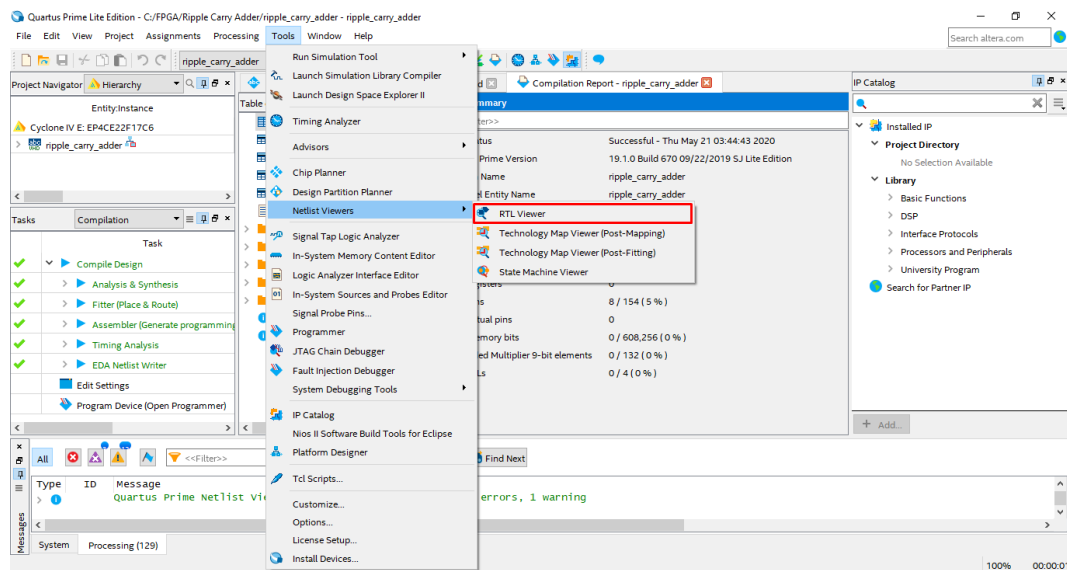 Quartus Prime Lite Edition - C:/FPGA/Ripple Carry Adder/ripple_carry_adder - ripple_carry_adder
File Edit View Project Assignments Processing Tools Window Help
Search altera.com
ripple_carry_adder
Project Navigator Hierarchy
Entity:Instance
Cyclone IV E: EP4CE22F17C6
ripple_carry_adder
Tasks Compilation
Task
Compile Design
Analysis & Synthesis
Fitter (Place & Route)
Assembler (Generate programming
Timing Analysis
EDA Netlist Writer
Edit Settings
Program Device (Open Programmer)
Table
Run Simulation Tool
Launch Simulation Library Compiler
Launch Design Space Explorer II
Timing Analyzer
Advisors
Chip Planner
Design Partition Planner
Netlist Viewers
Signal Tap Logic Analyzer
In-System Memory Content Editor
Logic Analyzer Interface Editor
In-System Sources and Probes Editor
Signal Probe Pins...
Programmer
JTAG Chain Debugger
Fault Injection Debugger
System Debugging Tools
IP Catalog
Nios II Software Build Tools for Eclipse
Platform Designer
Tcl Scripts...
Customize...
Options...
License Setup...
Install Devices...
RTL Viewer
Technology Map Viewer (Post-Mapping)
Technology Map Viewer (Post-Fitting)
State Machine Viewer
d Compilation Report - ripple_carry_adder
mmary
ter>>
tus Successful - Thu May 21 03:44:43 2020
Prime Version 19.1.0 Build 670 09/22/2019 SJ Lite Edition
Name ripple_carry_adder
el Entity Name ripple_carry_adder
gisters 0
ns 8 / 154 ( 5 % )
tual pins 0
emory bits 0 / 608,256 ( 0 % )
ed Multiplier 9-bit elements 0 / 132 ( 0 % )
Ls 0 / 4 ( 0 % )
IP Catalog
Installed IP
Project Directory
No Selection Available
Library
Basic Functions
DSP
Interface Protocols
Processors and Peripherals
University Program
Search for Partner IP
+ Add...
All <<Filter>> Find Next
Type ID Message
Quartus Prime Netlist Vie errors, 1 warning
Messages
System Processing (129)
100% 00:00:01